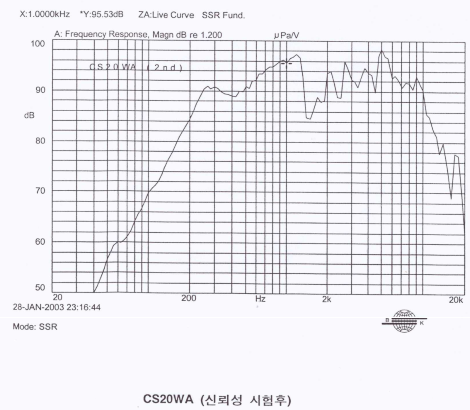 X:1.0000kHz *Y:95.53dB ZA:Live Curve SSR Fund.
A: Frequency Response, Magn dB re 1.200 µPa/V
100
CS20WA (2nd)
90
dB
80
70
60
50
20 200 Hz 2k 20k
28-JAN-2003 23:16:44
B K
Mode: SSR
CS20WA (신뢰성 시험후)